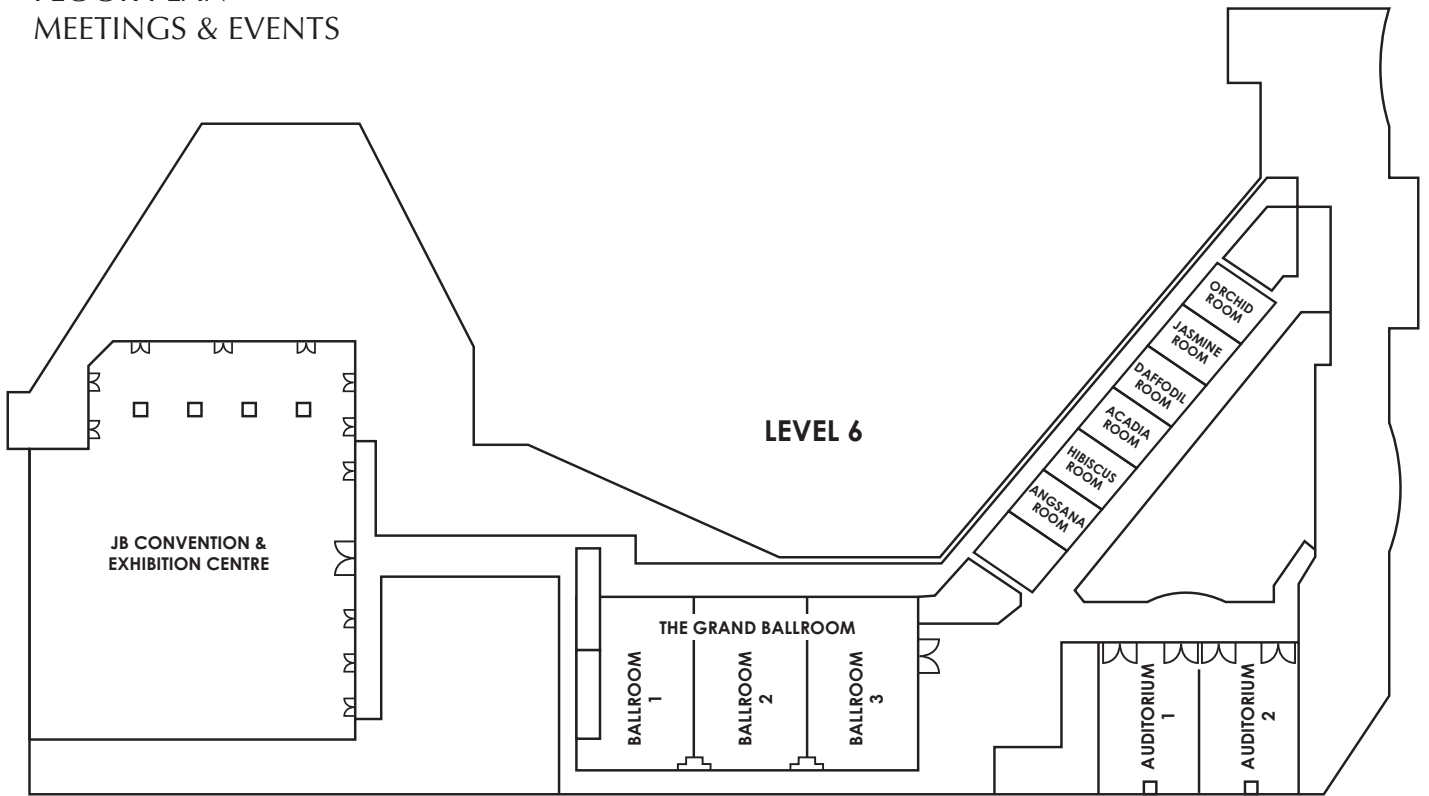 MEETINGS & EVENTS
ORCHID
ROOM
JASMINE
ROOM
DAFFODIL
ROOM
ACADIA
ROOM
HIBISCUS
ROOM
ANGSANA
ROOM
LEVEL 6
JB CONVENTION &
EXHIBITION CENTRE
THE GRAND BALLROOM
BALLROOM
1
BALLROOM
2
BALLROOM
3
AUDITORIUM
1
AUDITORIUM
2